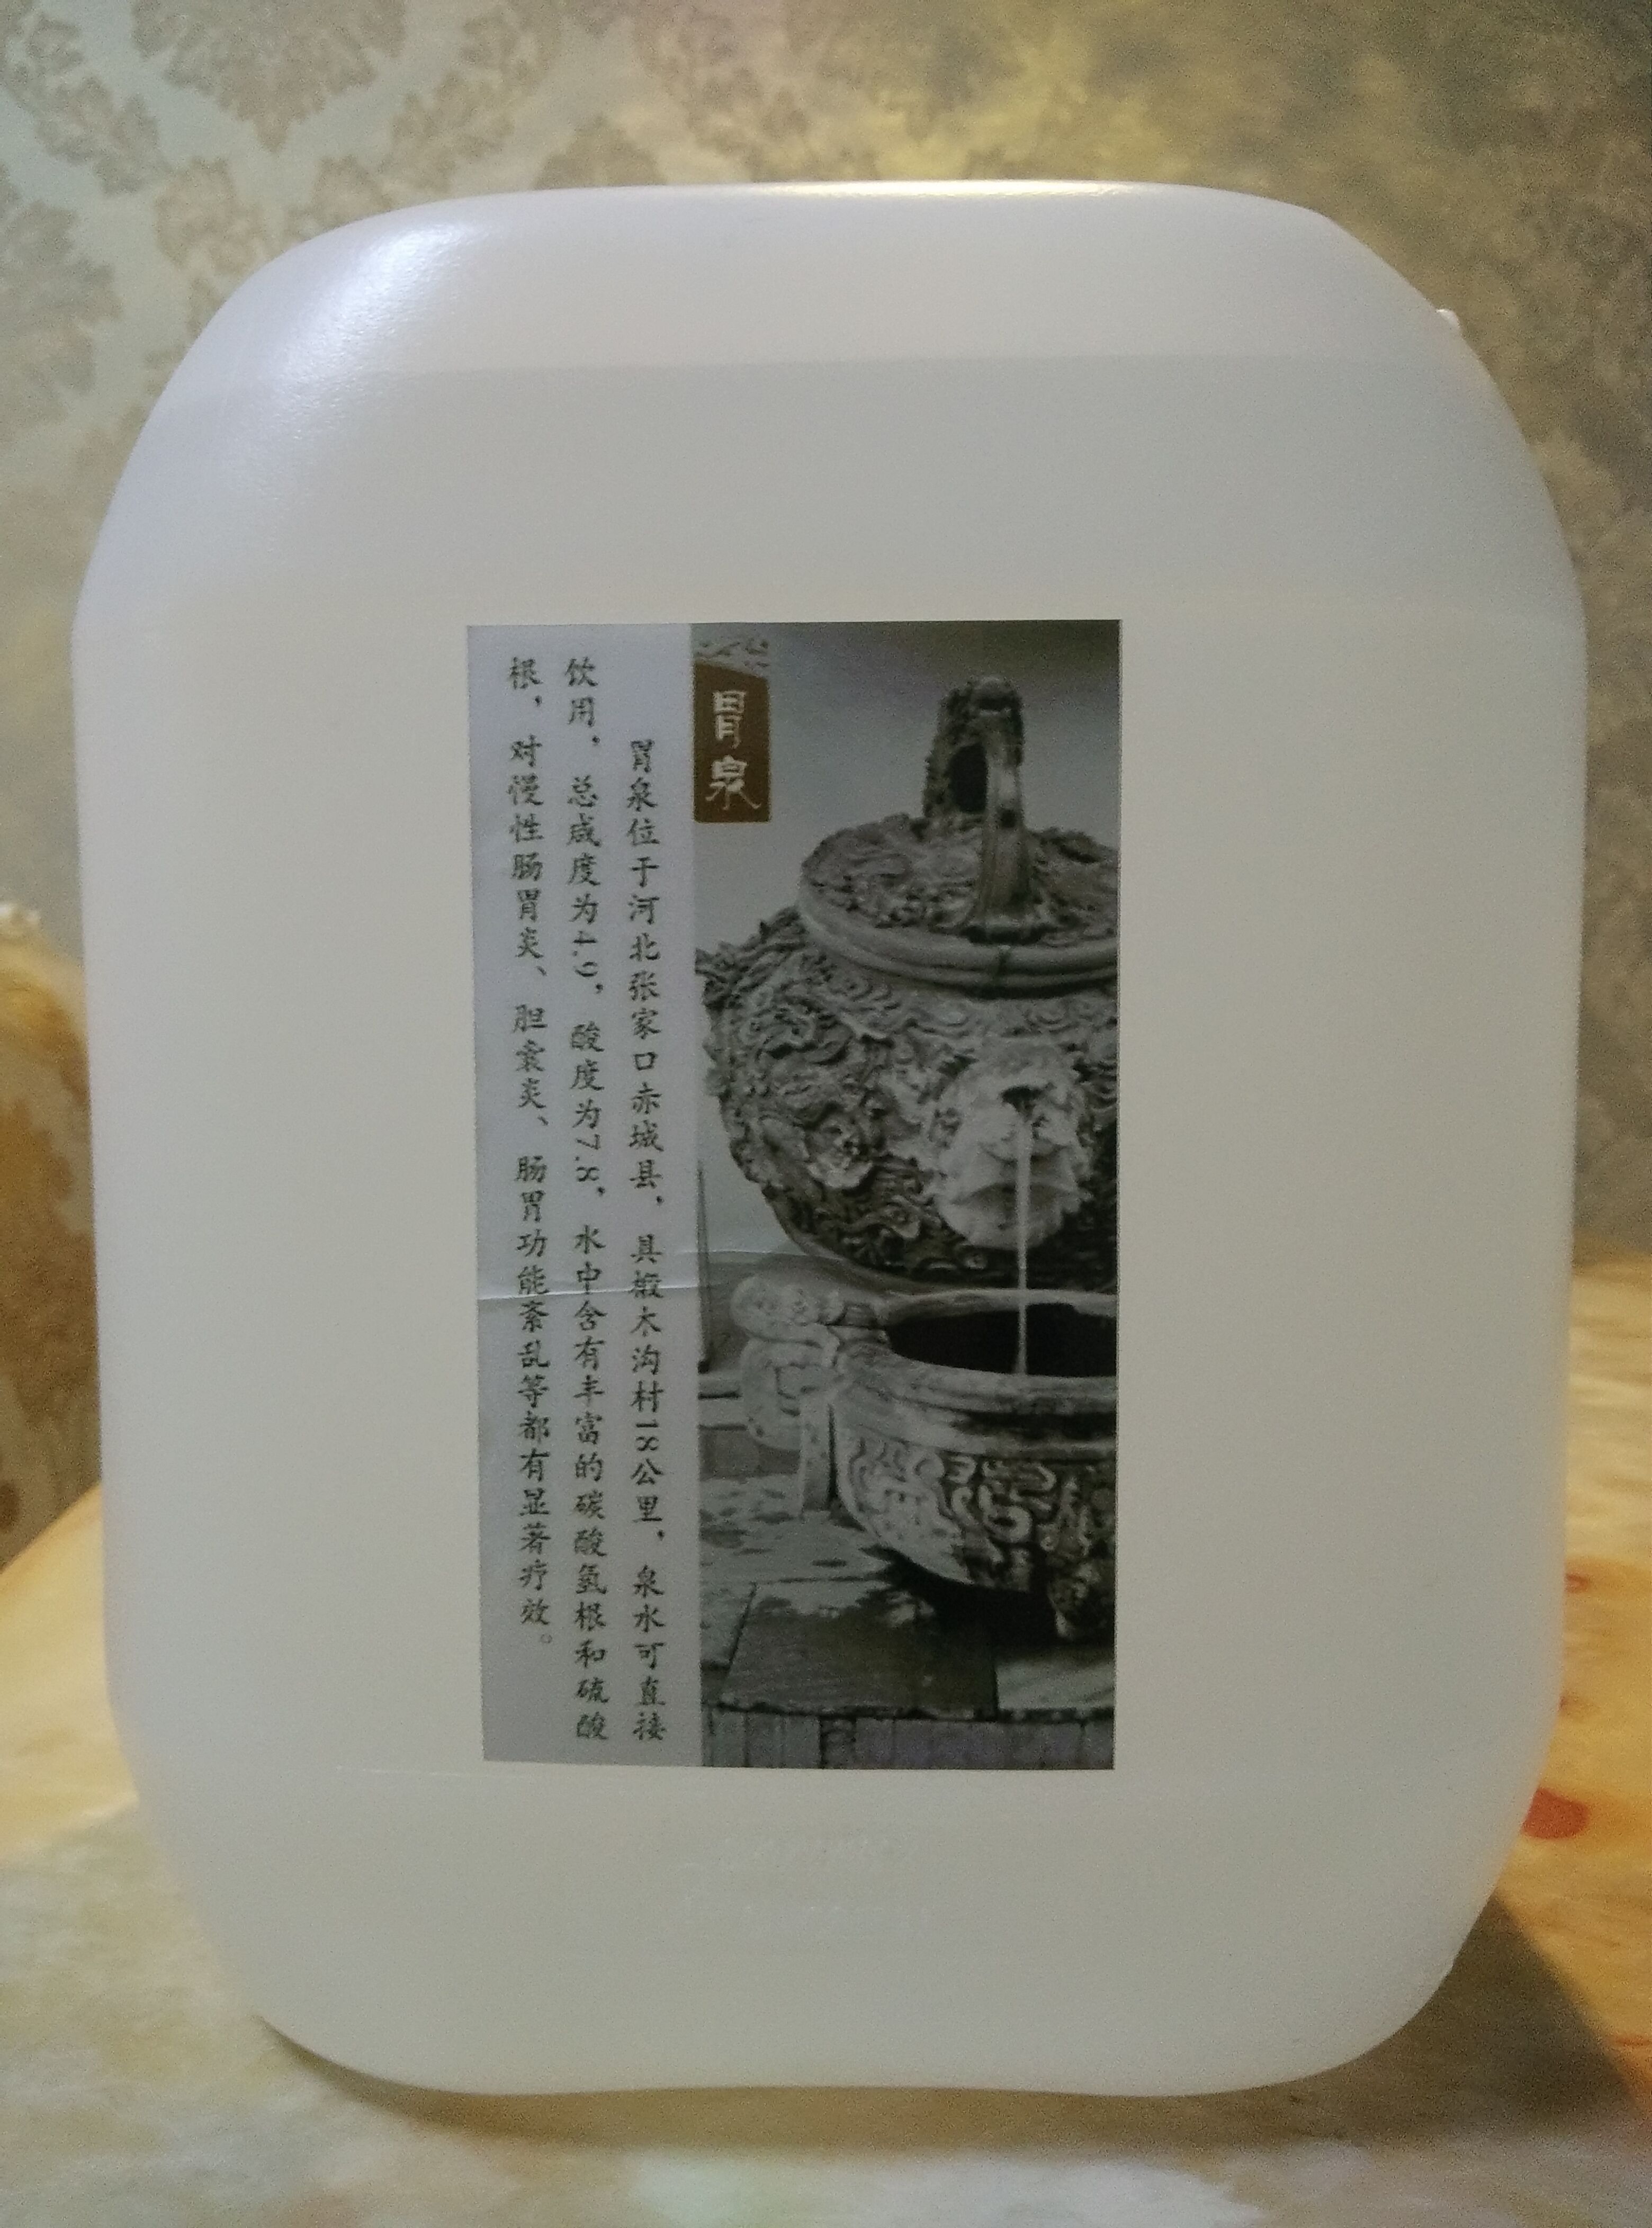 胃泉
胃泉位于河北张家口赤城县，具椴木沟村18公里，泉水可直接
饮用，总咸度为4.9，酸度为7.8，水中含有丰富的碳酸氢根和硫酸
根，对慢性肠胃炎、胆囊炎、肠胃功能紊乱等都有显著疗效。